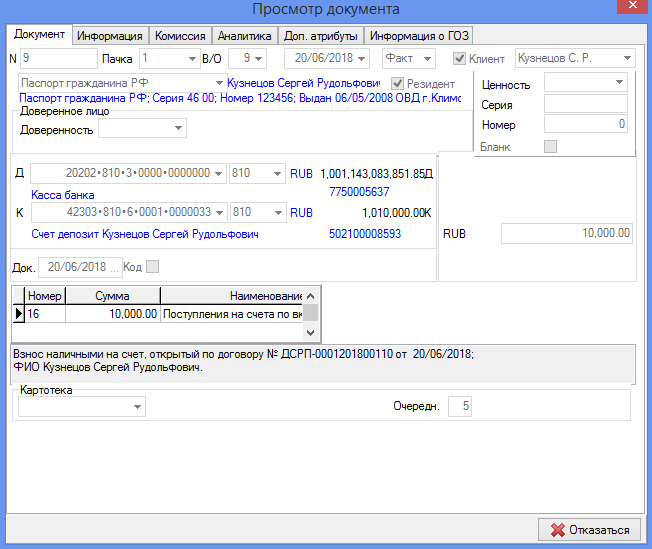 Просмотр документа
Документ Информация Комиссия Аналитика Доп. атрибуты Информация о ГОЗ
N 9 Пачка 1 В/О 9 20/06/2018 Факт Клиент Кузнецов С. Р.
Паспорт гражданина РФ Кузнецов Сергей Рудольфович Резидент
Паспорт гражданина РФ; Серия 46 00; Номер 123456; Выдан 06/05/2008 ОВД г.Климо
Ценность
Серия
Номер 0
Бланк
Доверенное лицо
Доверенность
Д 20202•810•3•0000•0000000 810 RUB 1,001,143,083,851.85Д
Касса банка 7750005637
К 42303•810•6•0001•0000033 810 RUB 1,010,000.00К
Счет депозит Кузнецов Сергей Рудольфович 502100008593
RUB 10,000.00
Док. 20/06/2018 ... Код
Номер Сумма Наименование
16 10,000.00 Поступления на счета по вк
Взнос наличными на счет, открытый по договору № ДСРП-0001201800110 от 20/06/2018;
ФИО Кузнецов Сергей Рудольфович.
Картотека
Очередн. 5
Отказаться